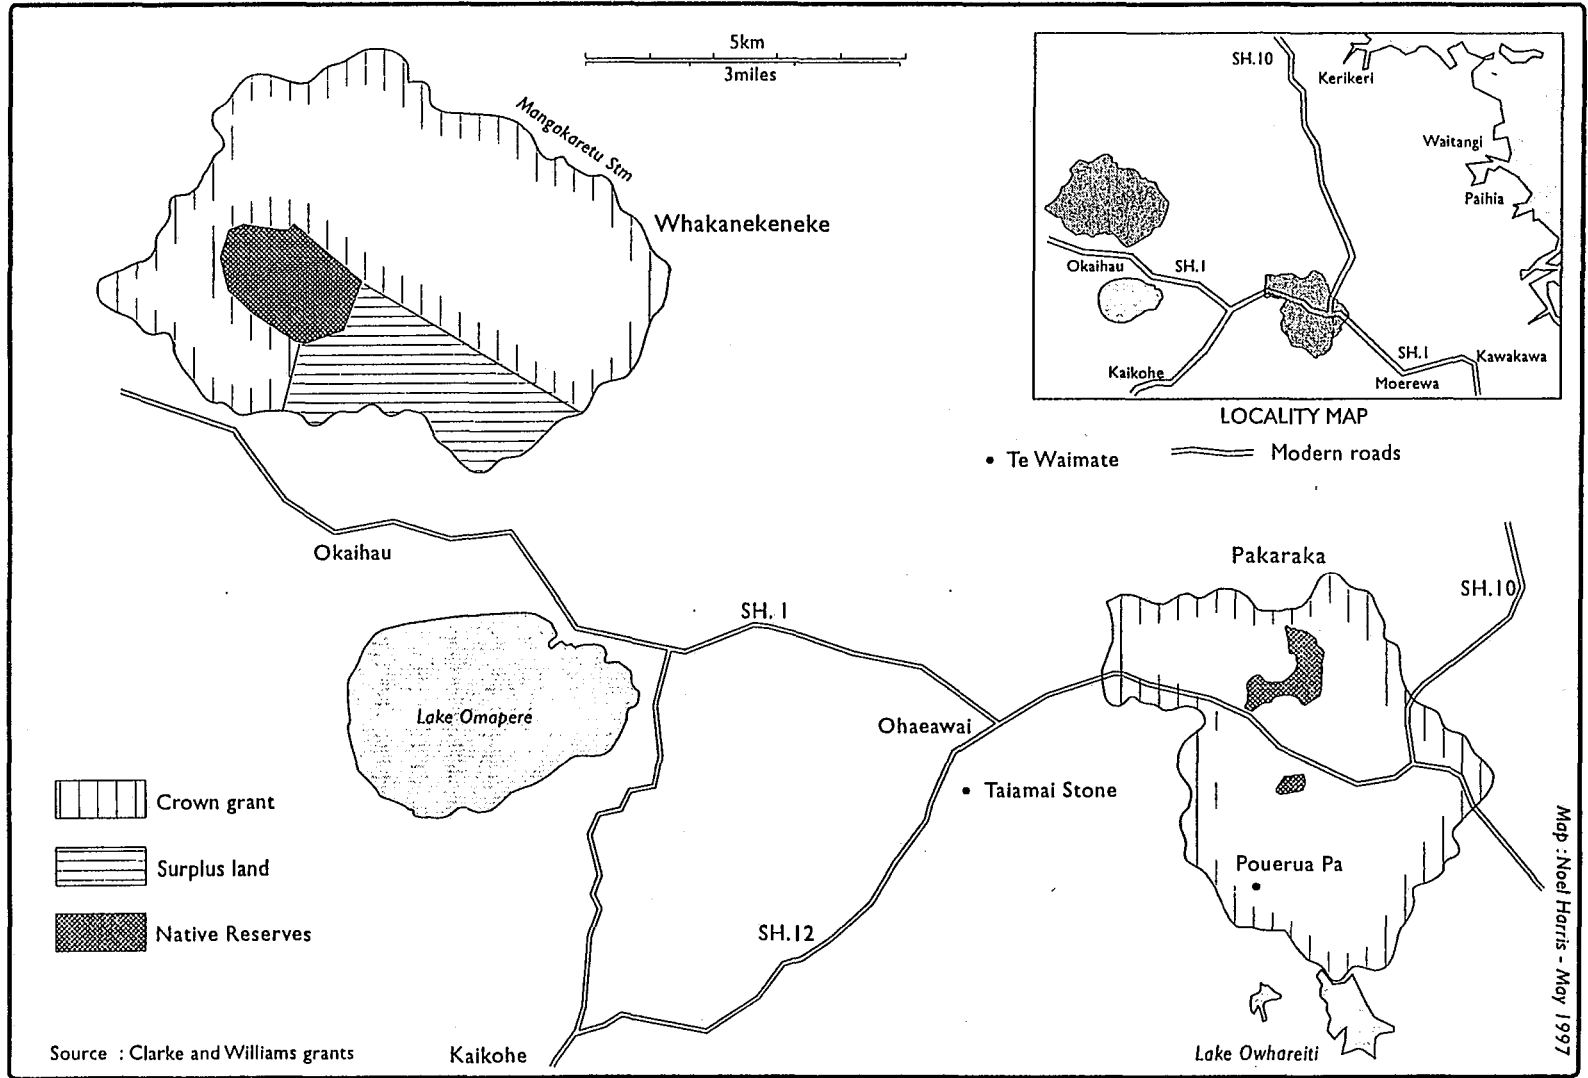 5km
3miles
Mangakaretu Stm
Whakanekeneke
SH.10
Kerikeri
Waitangi
Paihia
Okaihau
SH.1
Kaikohe
SH.1
Moerewa
Kawakawa
LOCALITY MAP
Te Waimate
Modern roads
Okaihau
Pakaraka
SH.10
SH. 1
Lake Omapere
Ohaeawai
Taiamai Stone
Crown grant
Surplus land
Native Reserves
Pouerua Pa
SH.12
Lake Owhareiti
Kaikohe
Source : Clarke and Williams grants
Map : Noel Harris - May 1997